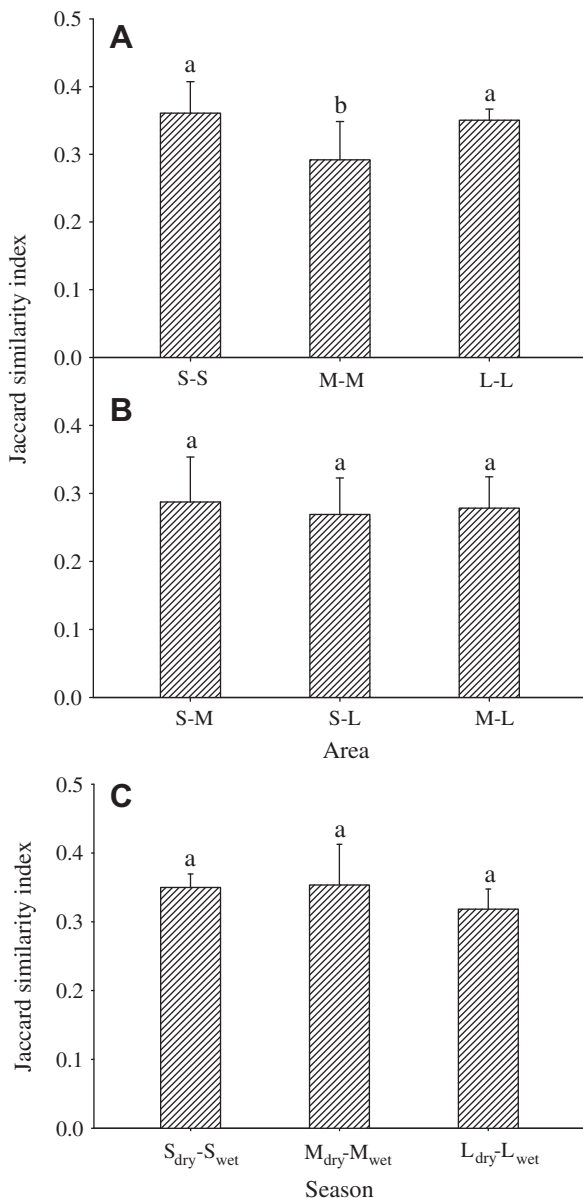 A
0.5
0.4
0.3
0.2
0.1
0.0
a
b
a
S-S
M-M
L-L
Jaccard similarity index
B
0.4
0.3
0.2
0.1
0.0
a
a
a
S-M
S-L
M-L
Area
C
0.5
0.4
0.3
0.2
0.1
0.0
a
a
a
Jaccard similarity index
Sdry-Swet
Mdry-Mwet
Ldry-Lwet
Season